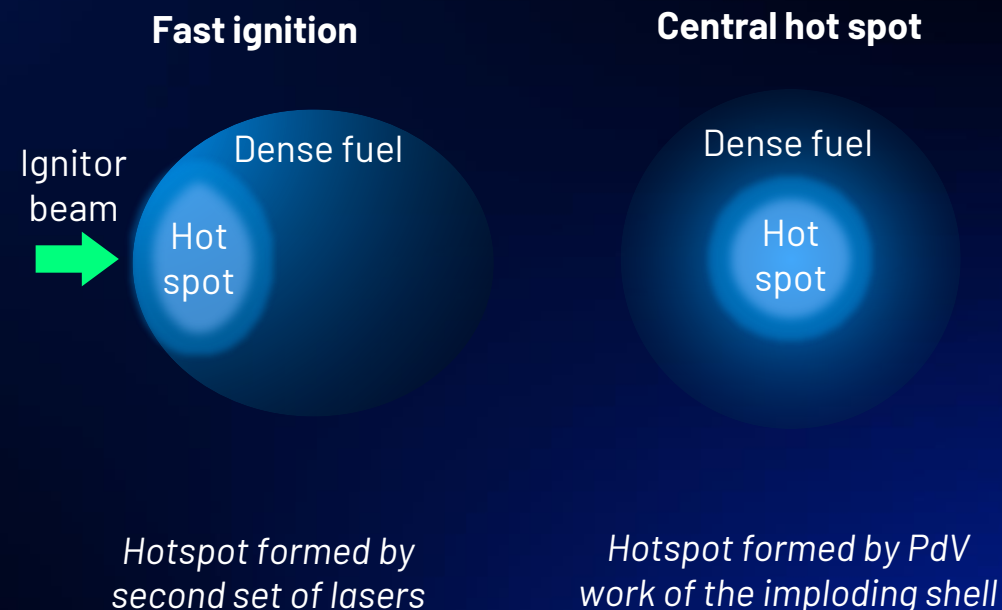 Fast ignition
Ignitor
beam
Dense fuel
Hot
spot
Hotspot formed by
second set of lasers
Central hot spot
Dense fuel
Hot
spot
Hotspot formed by PdV
work of the imploding shell